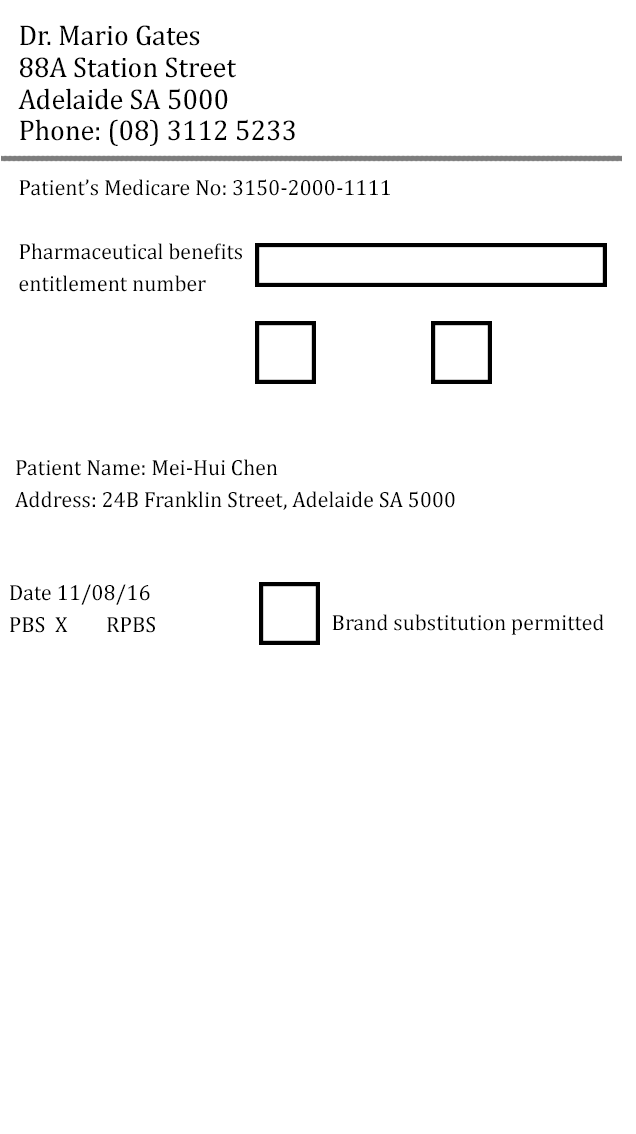 Dr. Mario Gates
88A Station Street
Adelaide SA 5000
Phone: (08) 3112 5233
Patient’s Medicare No: 3150-2000-1111
Pharmaceutical benefits
entitlement number
Patient Name: Mei-Hui Chen
Address: 24B Franklin Street, Adelaide SA 5000
Date 11/08/16
PBS X RPBS
Brand substitution permitted